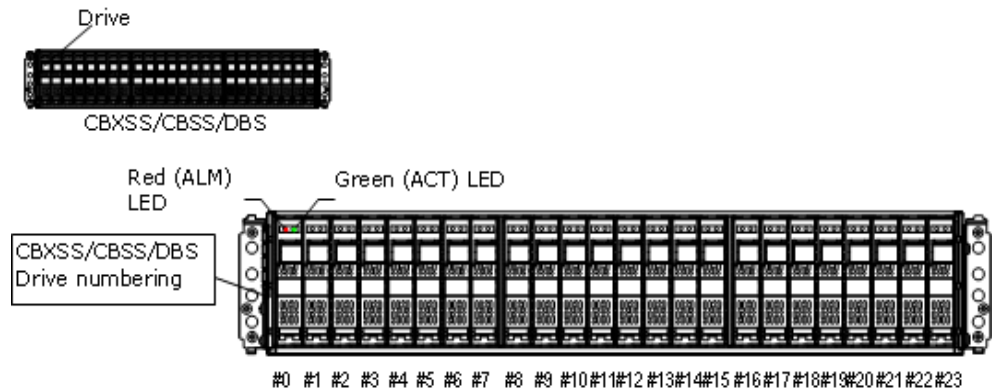 Drive
CBXSS/CBSS/DBS
Red (ALM)
LED
Green (ACT) LED
CBXSS/CBSS/DBS
Drive numbering
#0 #1 #2 #3 #4 #5 #6 #7 #8 #9 #10 #11 #12 #13 #14 #15 #16 #17 #18 #19 #20 #21 #22 #23